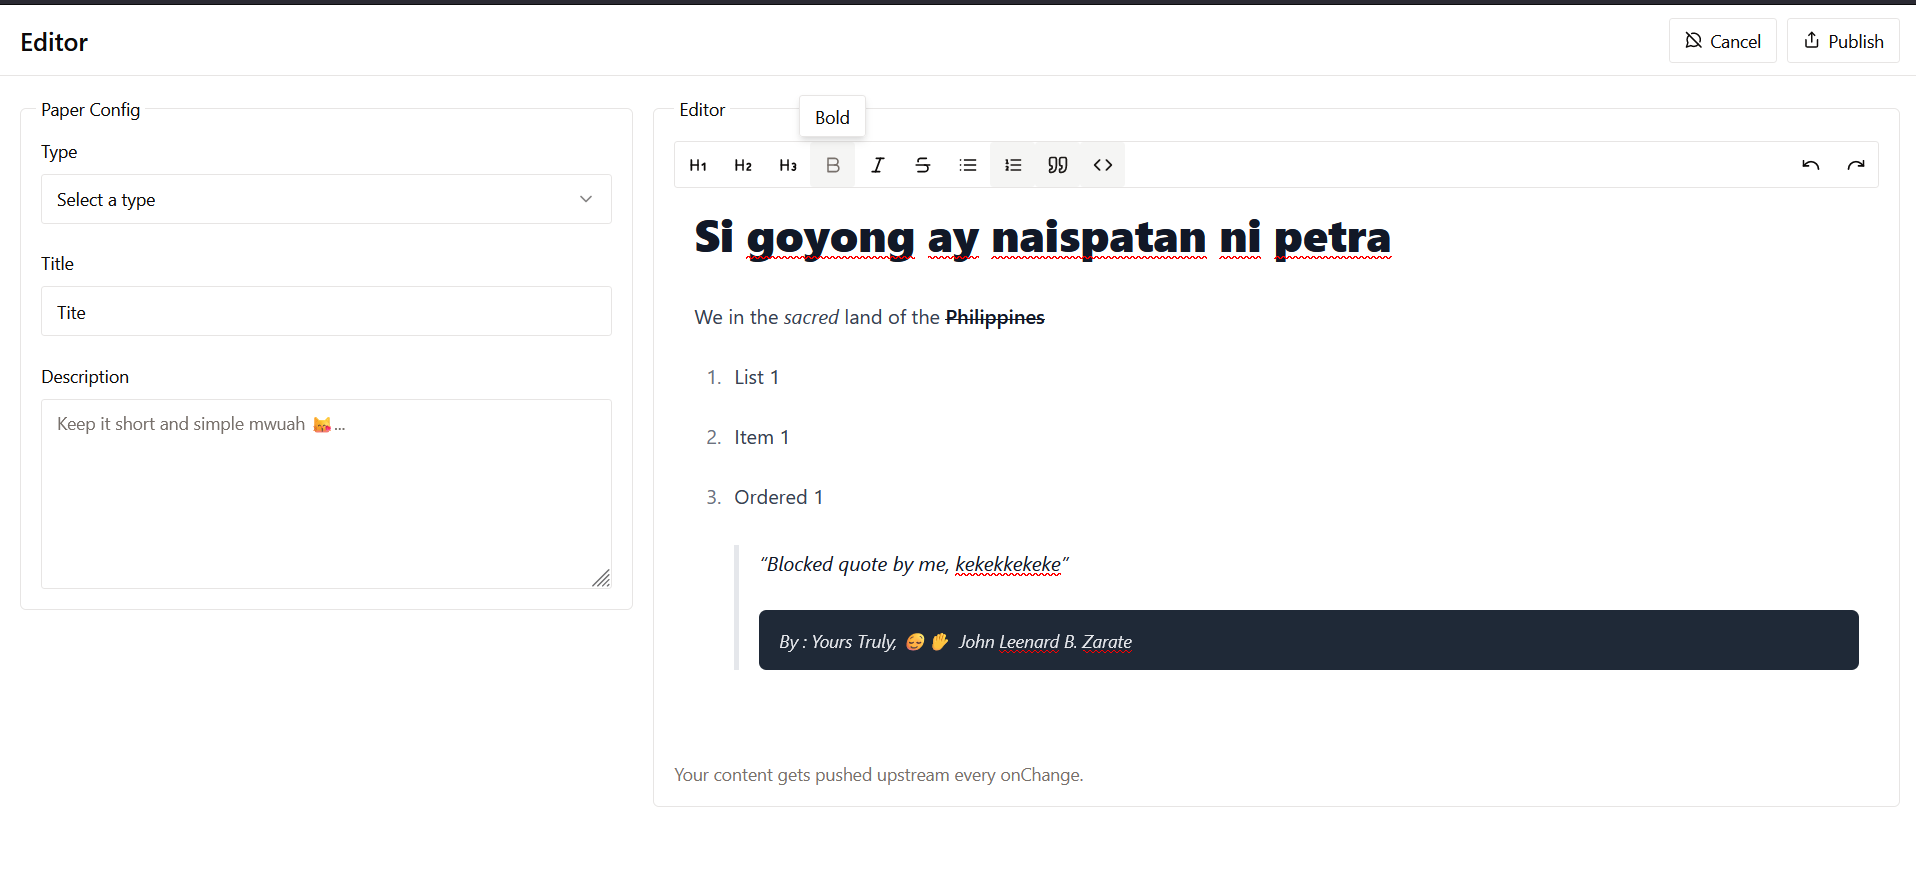 Editor
Cancel
Publish
Paper Config
Type
Select a type
Title
Tite
Description
Keep it short and simple mwuah 😽...
Editor
Bold
H1 H2 H3 B I S
Si goyong ay naispatan ni petra
We in the sacred land of the Philippines
1. List 1
2. Item 1
3. Ordered 1
“Blocked quote by me, kekekkekeke”
By : Yours Truly, 🥴🤚 John Leenard B. Zarate
Your content gets pushed upstream every onChange.